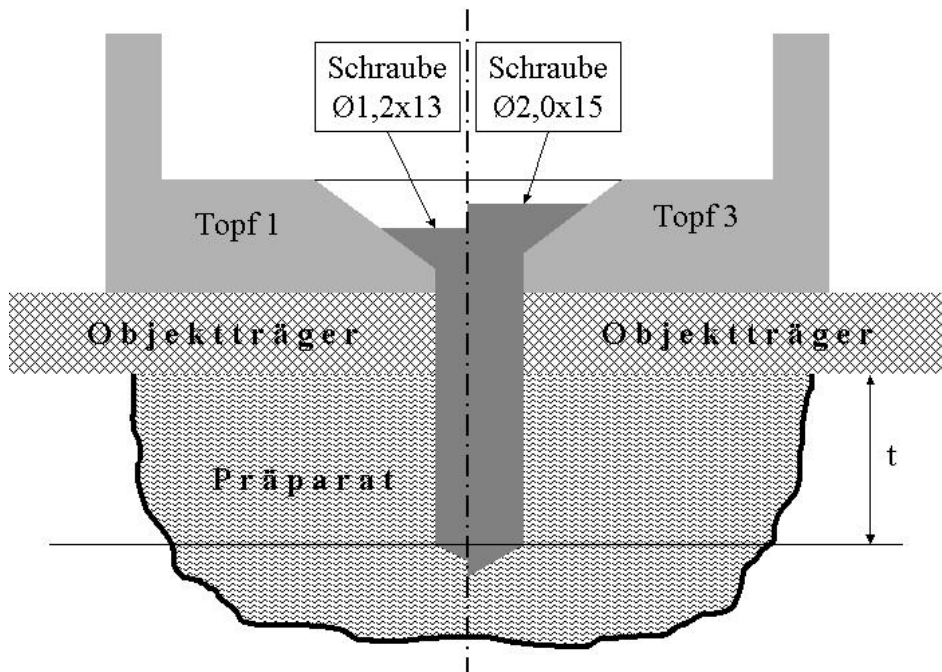 Schraube
Ø1,2x13
Schraube
Ø2,0x15
Topf 1
Topf 3
Objektträger
Objektträger
Präparat
t